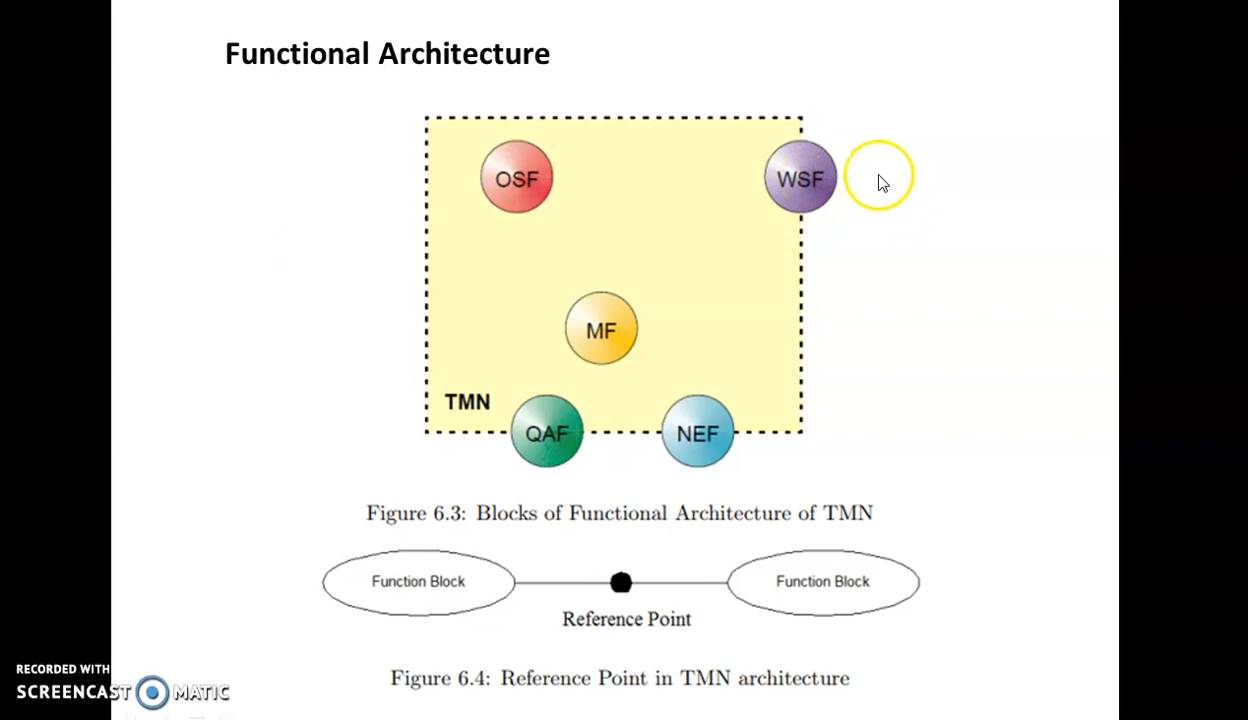 Functional Architecture
OSF
WSF
MF
TMN
QAF
NEF
Figure 6.3: Blocks of Functional Architecture of TMN
Function Block
Function Block
Reference Point
Figure 6.4: Reference Point in TMN architecture
RECORDED WITH
SCREENCAST MATIC